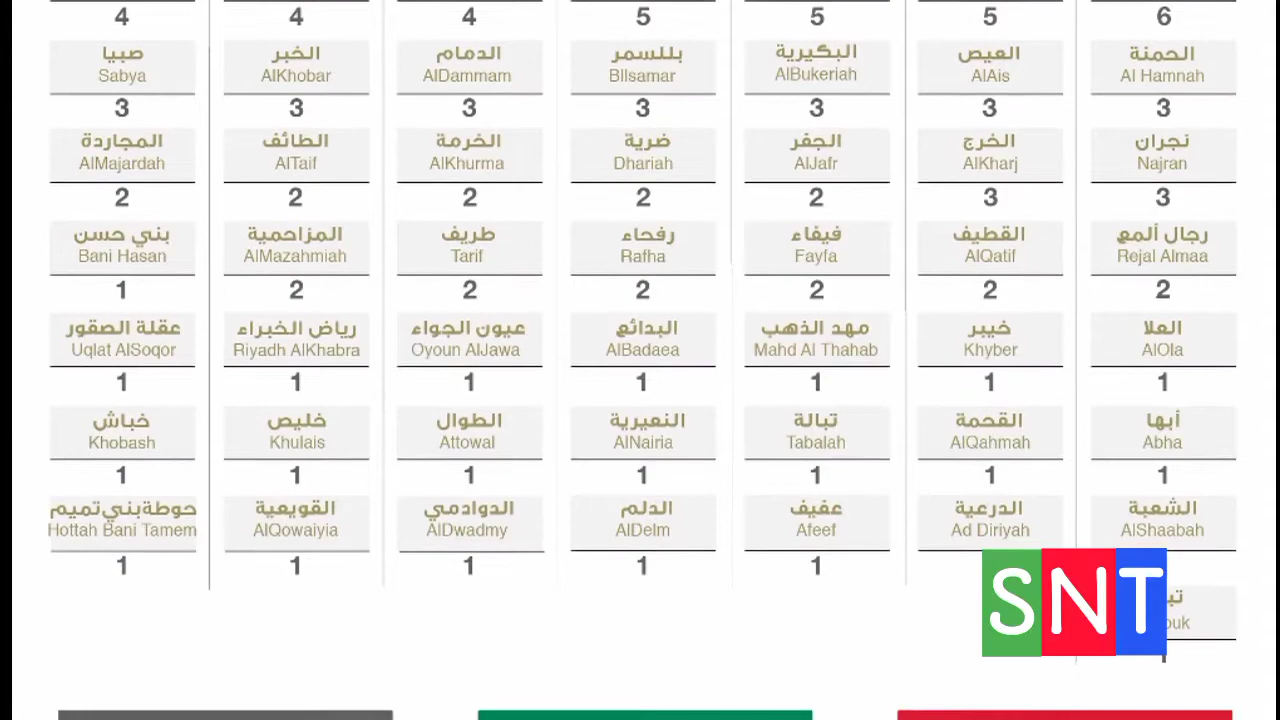 6
5
5
5
4
4
4
الحمنة
Al Hamnah
3
العيص
AlAis
3
البكيرية
AlBukeriah
3
بللسمر
Bllsamar
3
الدمام
AlDammam
3
الخبر
AlKhobar
3
صبيا
Sabya
3
نجران
Najran
3
الخرج
AlKharj
3
الجفر
AlJafr
2
ضرية
Dhariah
2
الخرمة
AlKhurma
2
الطائف
AlTaif
2
المجاردة
AlMajardah
2
رجال ألمع
Rejal Almaa
2
القطيف
AlQatif
2
فيفاء
Fayfa
2
رفحاء
Rafha
2
طريف
Tarif
2
المزاحمية
AlMazahmiah
2
بني حسن
Bani Hasan
1
العلا
AlOla
1
خيبر
Khyber
1
مهد الذهب
Mahd Al Thahab
1
البدائع
AlBadaea
1
عيون الجواء
Oyoun AlJawa
1
رياض الخبراء
Riyadh AlKhabra
1
عقلة الصقور
Uqlat AlSoqor
1
أبها
Abha
1
القحمة
AlQahmah
1
تبالة
Tabalah
1
النعيرية
AlNairia
1
الطوال
Attowal
1
خليص
Khulais
1
خباش
Khobash
1
الشعبة
AlShaabah
الدرعية
Ad Diriyah
عفيف
Afeef
1
الدلم
AlDelm
1
الدوادمي
AlDwadmy
1
القويعية
AlQowaiyia
1
حوطة بني تميم
Hottah Bani Tamem
1
SNT